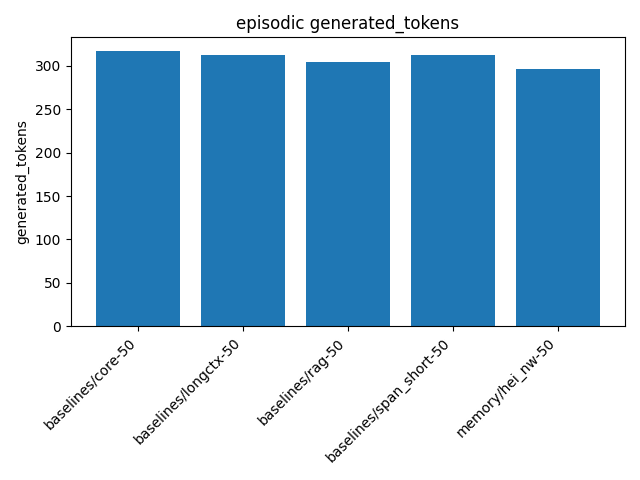 episodic generated_tokens
generated_tokens
300
250
200
150
100
50
0
baselines/core-50
baselines/longctx-50
baselines/rag-50
baselines/span_short-50
memory/hei_nw-50